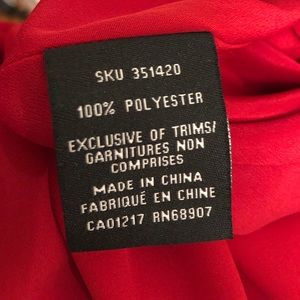 SKU 351420
100% POLYESTER
EXCLUSIVE OF TRIMS/
GARNITURES NON
COMPRISES
MADE IN CHINA
FABRIQUÉ EN CHINE
CA01217 RN68907